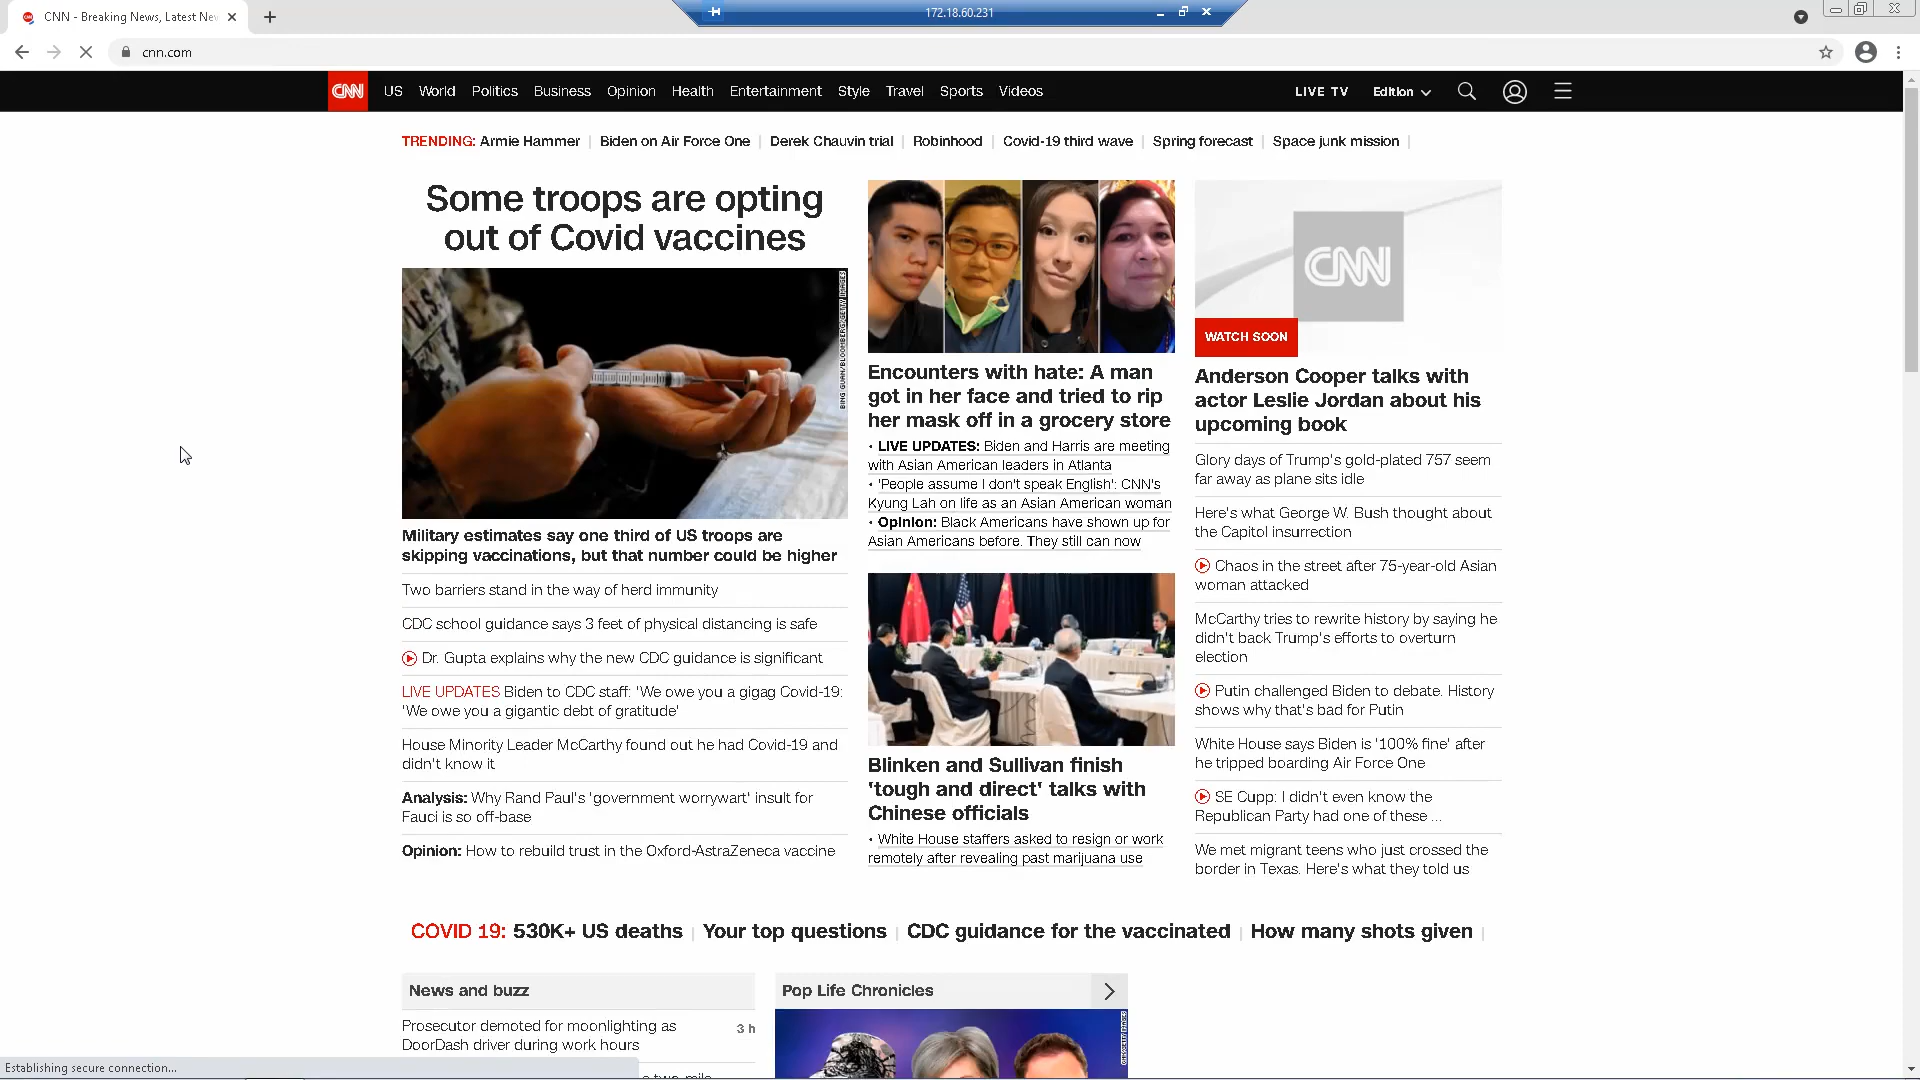 CNN - Breaking News, Latest Ne
172.18.60.231
cnn.com
CNN US World Politics Business Opinion Health Entertainment Style Travel Sports Videos LIVE TV Edition
TRENDING: Armie Hammer | Biden on Air Force One | Derek Chauvin trial | Robinhood | Covid-19 third wave | Spring forecast | Space junk mission |
Some troops are opting
out of Covid vaccines
BING GUAN/BLOOMBERG/GETTY IMAGES
Military estimates say one third of US troops are
skipping vaccinations, but that number could be higher
Two barriers stand in the way of herd immunity
CDC school guidance says 3 feet of physical distancing is safe
Dr. Gupta explains why the new CDC guidance is significant
LIVE UPDATES Biden to CDC staff: 'We owe you a gigag Covid-19:
'We owe you a gigantic debt of gratitude'
House Minority Leader McCarthy found out he had Covid-19 and
didn't know it
Analysis: Why Rand Paul's 'government worrywart' insult for
Fauci is so off-base
Opinion: How to rebuild trust in the Oxford-AstraZeneca vaccine
Encounters with hate: A man
got in her face and tried to rip
her mask off in a grocery store
• LIVE UPDATES: Biden and Harris are meeting
with Asian American leaders in Atlanta
• 'People assume I don't speak English': CNN's
Kyung Lah on life as an Asian American woman
• Opinion: Black Americans have shown up for
Asian Americans before. They still can now
Blinken and Sullivan finish
'tough and direct' talks with
Chinese officials
• White House staffers asked to resign or work
remotely after revealing past marijuana use
CNN
WATCH SOON
Anderson Cooper talks with
actor Leslie Jordan about his
upcoming book
Glory days of Trump's gold-plated 757 seem
far away as plane sits idle
Here's what George W. Bush thought about
the Capitol insurrection
Chaos in the street after 75-year-old Asian
woman attacked
McCarthy tries to rewrite history by saying he
didn't back Trump's efforts to overturn
election
Putin challenged Biden to debate. History
shows why that's bad for Putin
White House says Biden is '100% fine' after
he tripped boarding Air Force One
SE Cupp: I didn't even know the
Republican Party had one of these ...
We met migrant teens who just crossed the
border in Texas. Here's what they told us
COVID 19: 530K+ US deaths | Your top questions | CDC guidance for the vaccinated | How many shots given |
News and buzz
Prosecutor demoted for moonlighting as
DoorDash driver during work hours
3 h
Pop Life Chronicles
Establishing secure connection...